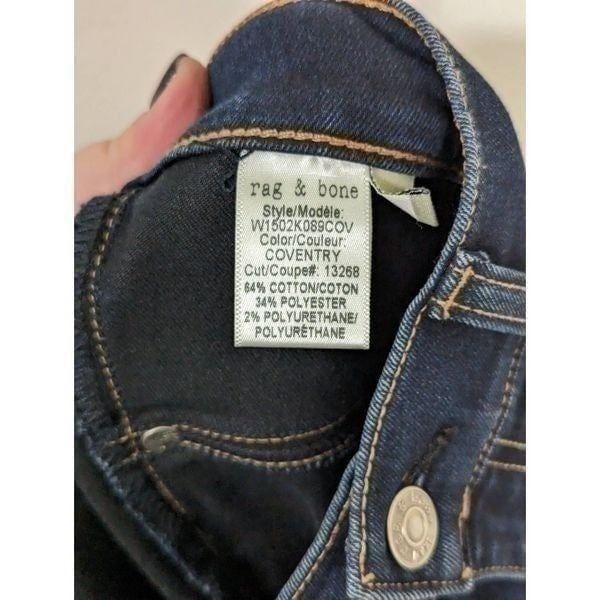 rag & bone
Style/Modèle:
W1502K089COV
Color/Couleur:
COVENTRY
Cut/Coupe#: 13268
64% COTTON/COTON
34% POLYESTER
2% POLYURETHANE/
POLYURÉTHANE